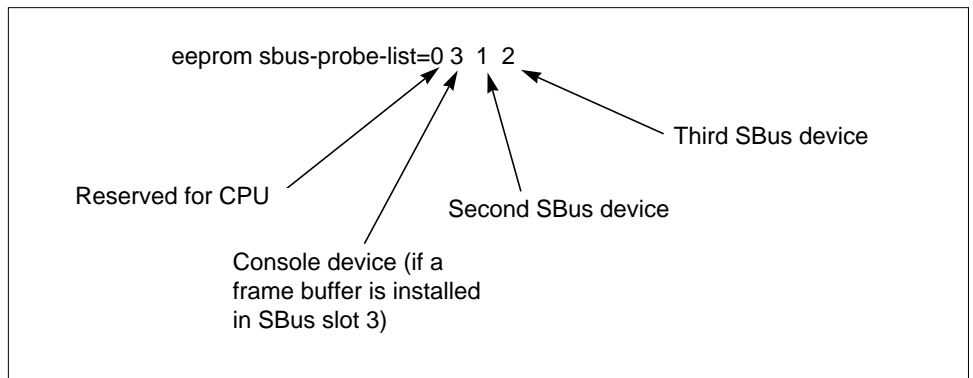 eeprom sbus-probe-list=0 3 1 2
Third SBus device
Reserved for CPU
Second SBus device
Console device (if a
frame buffer is installed
in SBus slot 3)